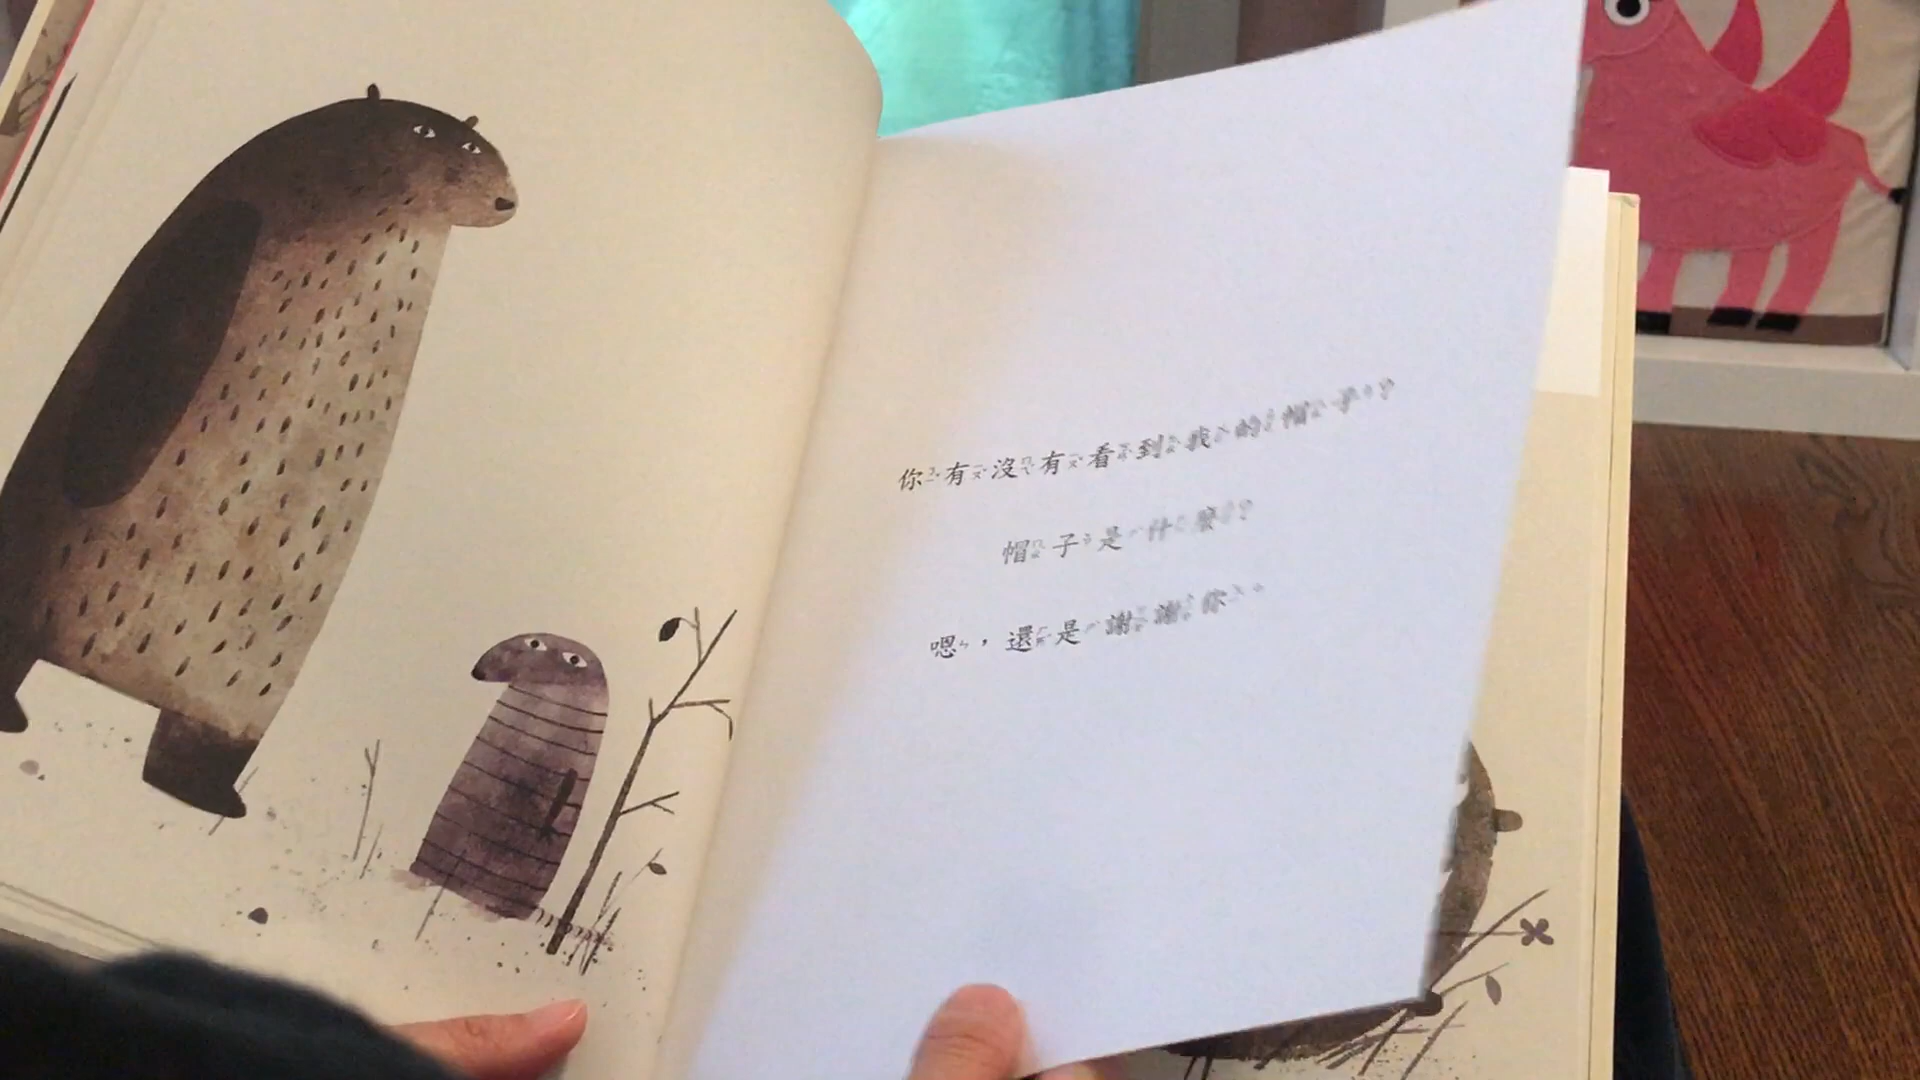 你有沒有看到我的帽子？
帽子是什麼？
嗯，還是謝謝你。